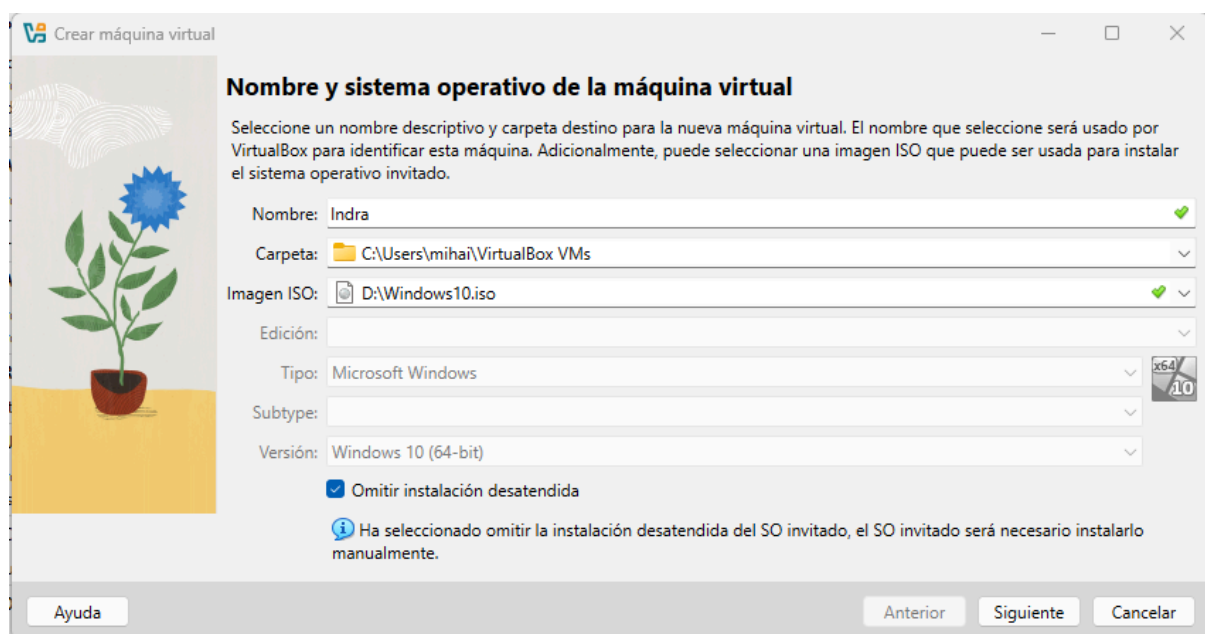 Crear máquina virtual
Nombre y sistema operativo de la máquina virtual
Seleccione un nombre descriptivo y carpeta destino para la nueva máquina virtual. El nombre que seleccione será usado por
VirtualBox para identificar esta máquina. Adicionalmente, puede seleccionar una imagen ISO que puede ser usada para instalar
el sistema operativo invitado.
Nombre: Indra
Carpeta: C:\Users\mihai\VirtualBox VMs
Imagen ISO: D:\Windows10.iso
Edición:
Tipo: Microsoft Windows
x64
10
Subtype:
Versión: Windows 10 (64-bit)
Omitir instalación desatendida
Ha seleccionado omitir la instalación desatendida del SO invitado, el SO invitado será necesario instalarlo
manualmente.
Ayuda Anterior Siguiente Cancelar